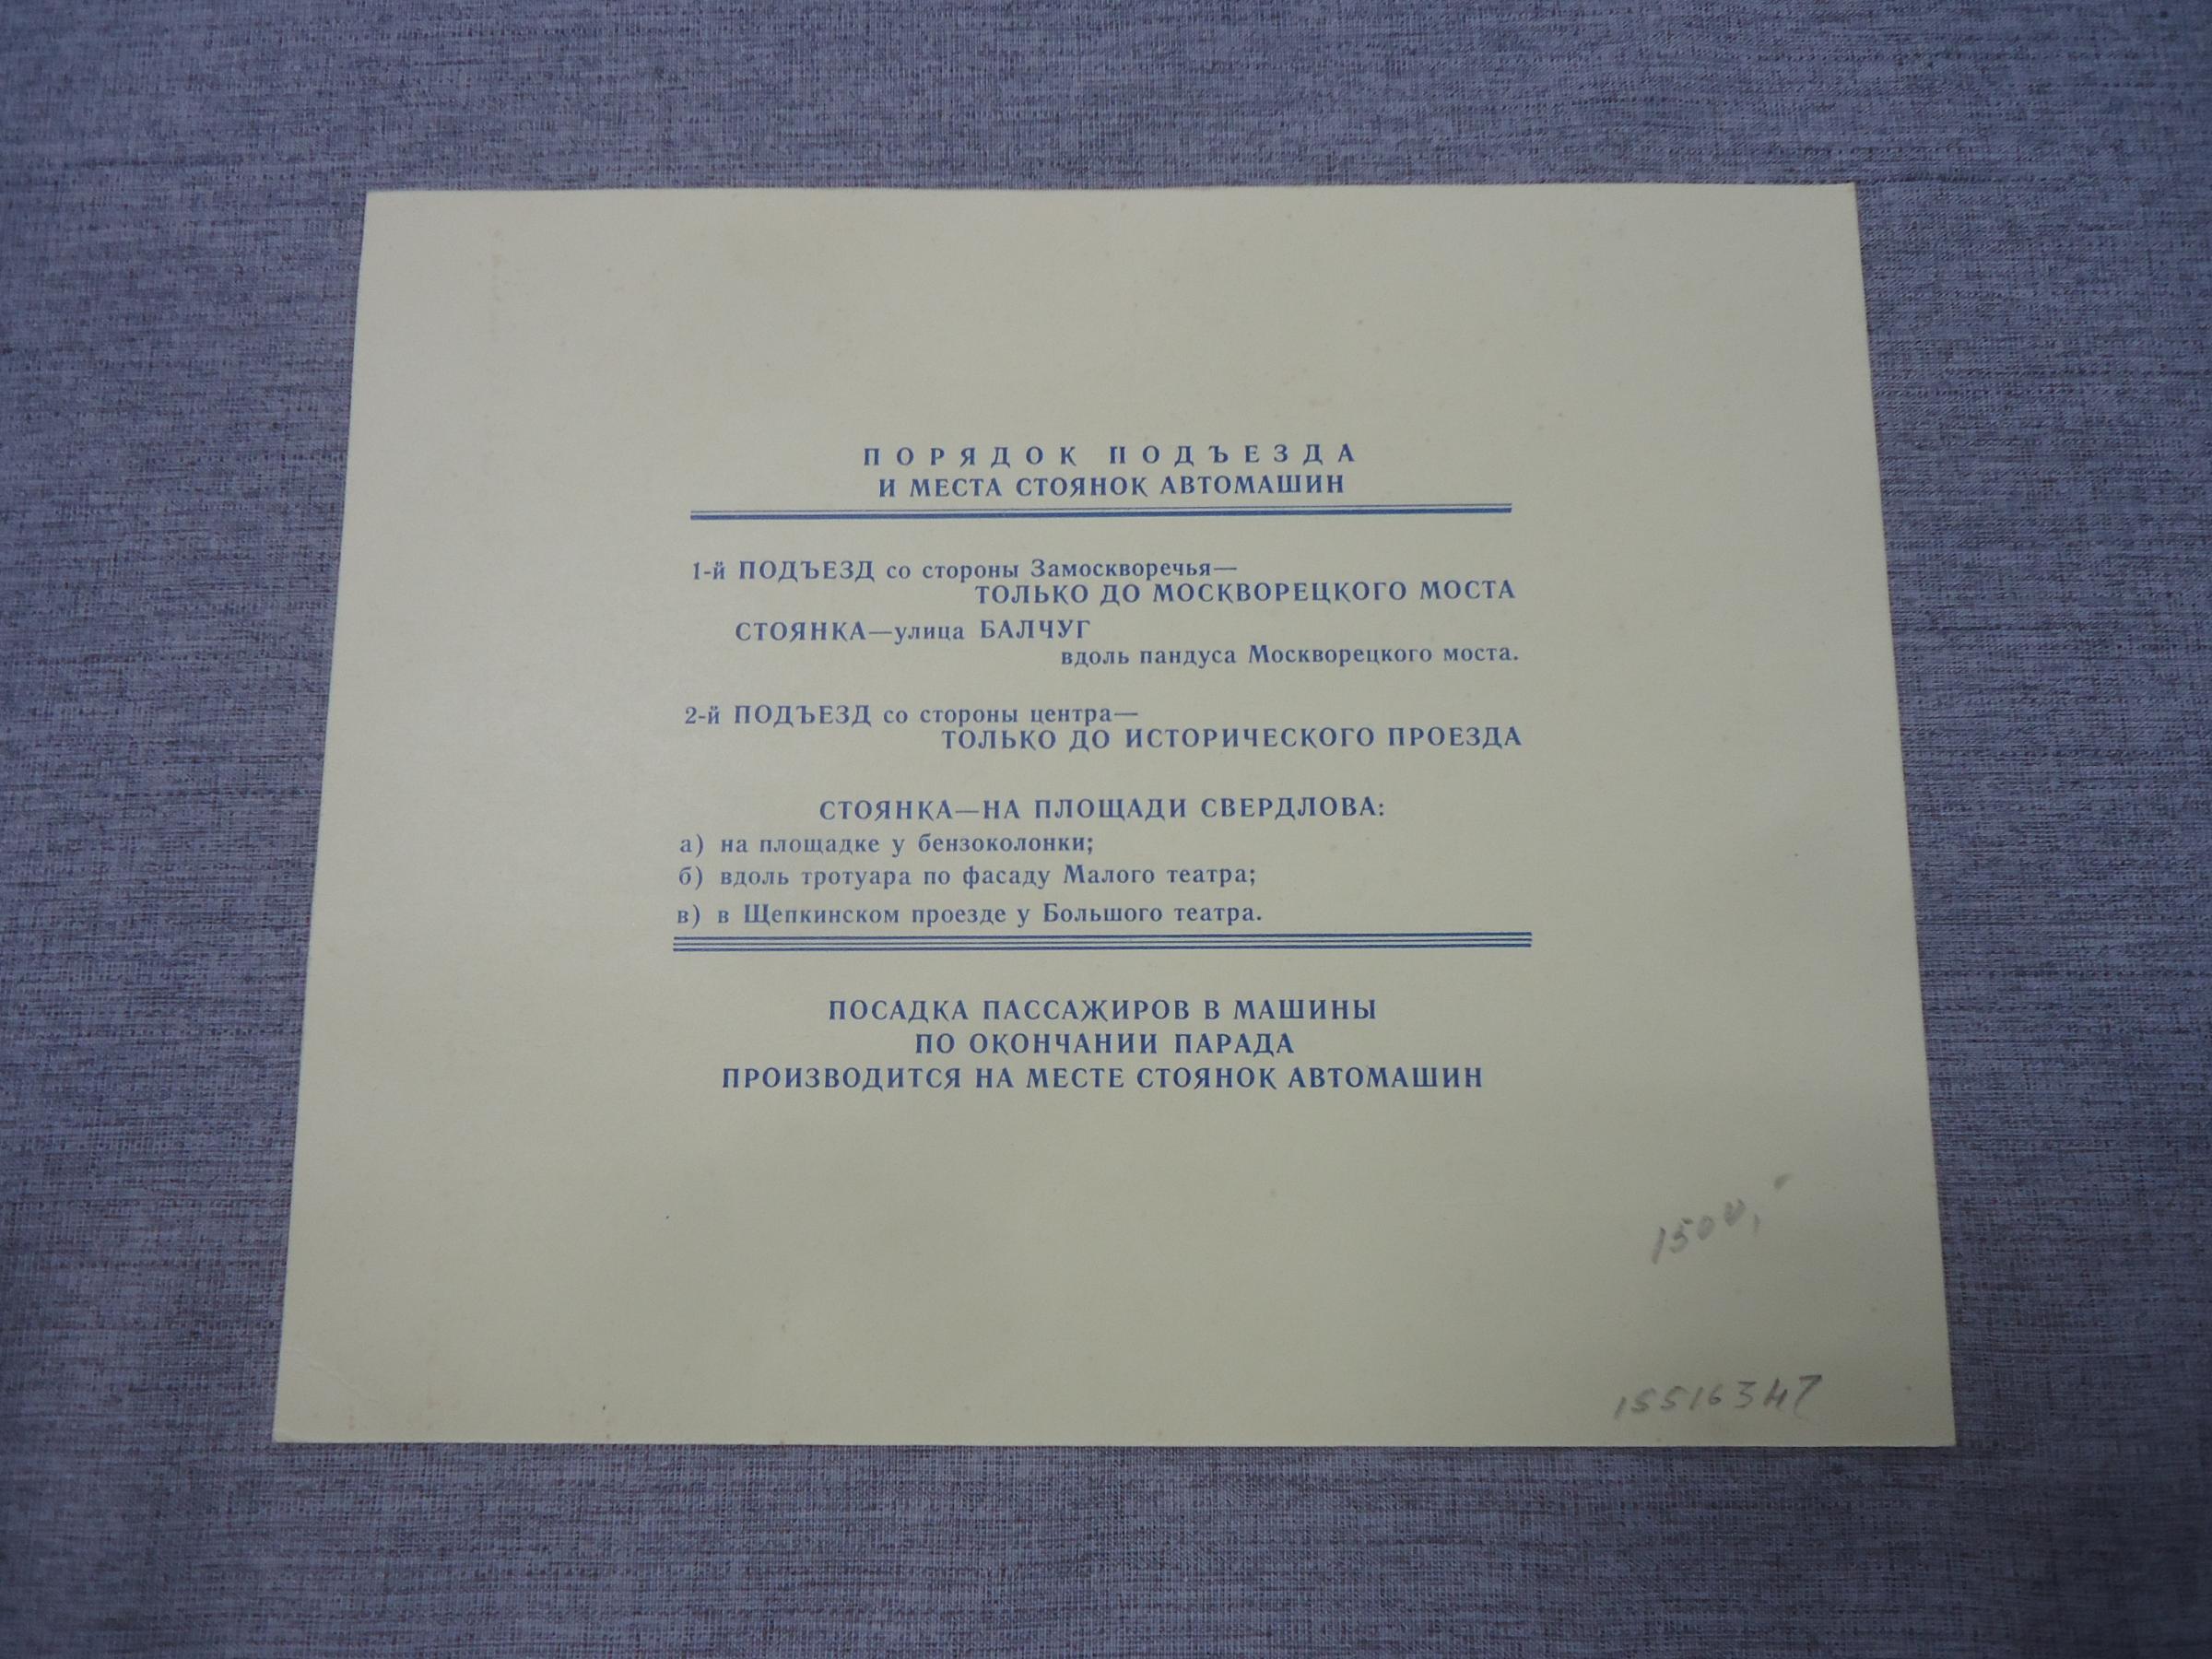 ПОРЯДОК ПОДЪЕЗДА
И МЕСТА СТОЯНОК АВТОМАШИН
1-й ПОДЪЕЗД со стороны Замоскворечья—
ТОЛЬКО ДО МОСКВОРЕЦКОГО МОСТА
СТОЯНКА—улица БАЛЧУГ
вдоль пандуса Москворецкого моста.
2-й ПОДЪЕЗД со стороны центра—
ТОЛЬКО ДО ИСТОРИЧЕСКОГО ПРОЕЗДА
СТОЯНКА—НА ПЛОЩАДИ СВЕРДЛОВА:
а) на площадке у бензоколонки;
б) вдоль тротуара по фасаду Малого театра;
в) в Щепкинском проезде у Большого театра.
ПОСАДКА ПАССАЖИРОВ В МАШИНЫ
ПО ОКОНЧАНИИ ПАРАДА
ПРОИЗВОДИТСЯ НА МЕСТЕ СТОЯНОК АВТОМАШИН
1500,-
15516347